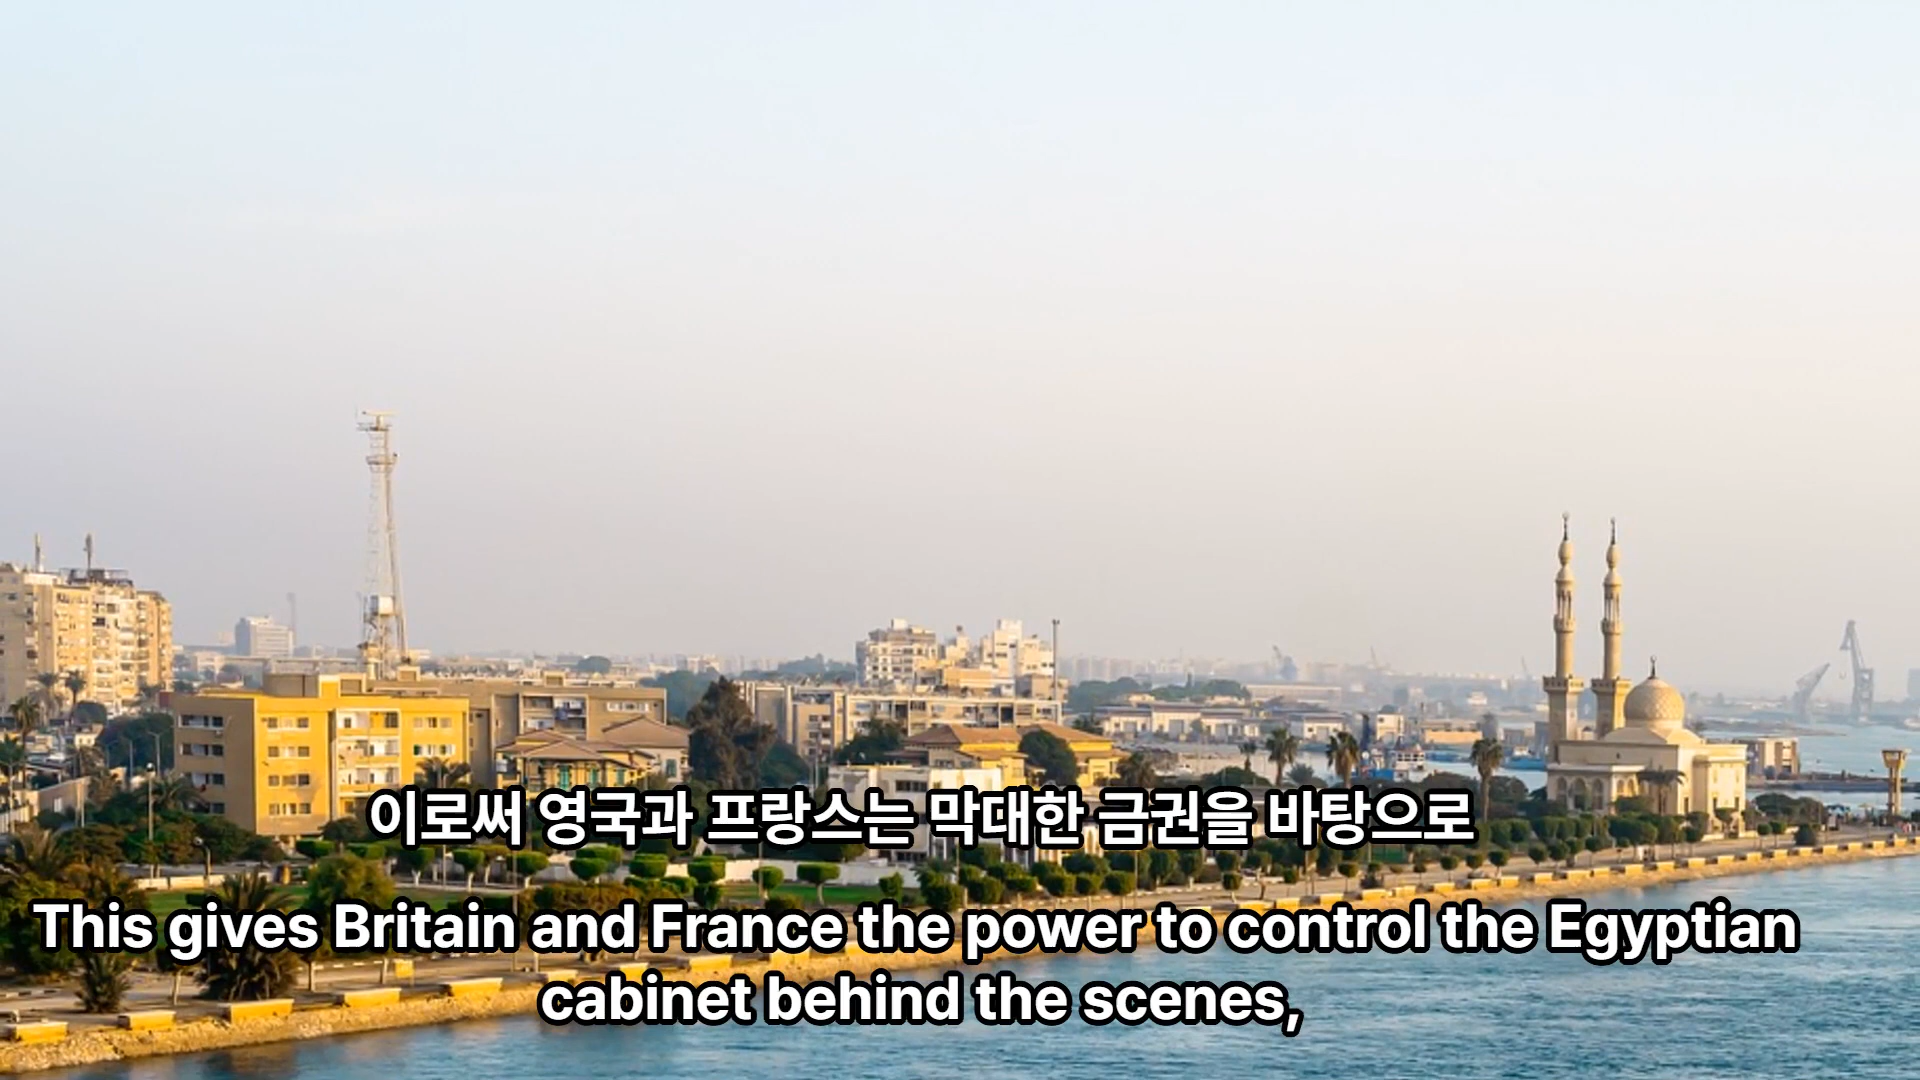 이로써 영국과 프랑스는 막대한 금권을 바탕으로
This gives Britain and France the power to control the Egyptian
cabinet behind the scenes,